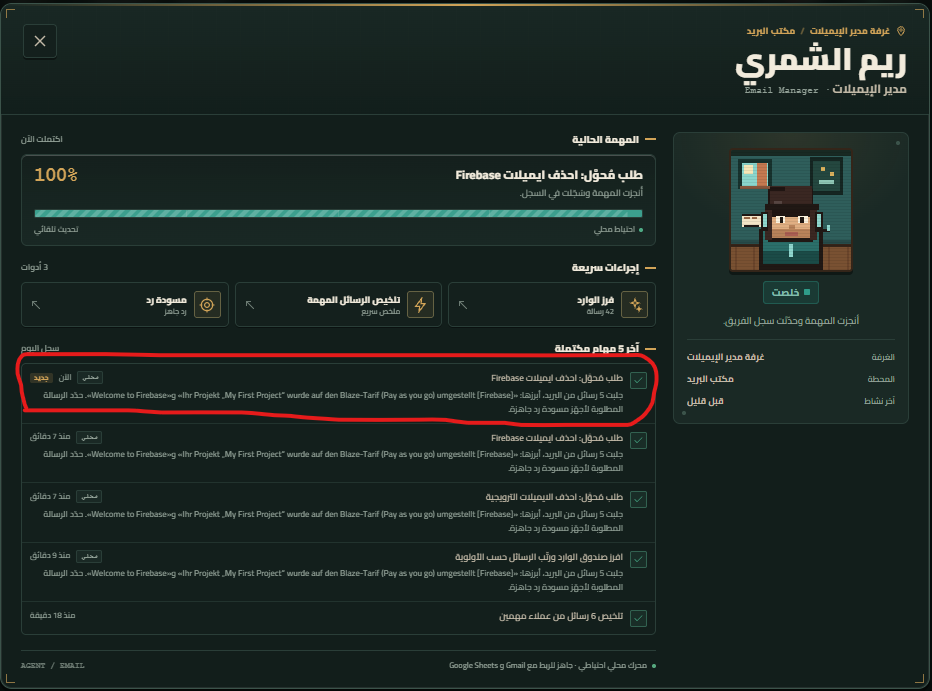 غرفة مدير الإيميلات / مكتب البريد
ريم الشمري
مدير الإيميلات · Email Manager
خلصت
أنجزت المهمة وحدّثت سجل الفريق.
الغرفة غرفة مدير الإيميلات
المحطة مكتب البريد
آخر نشاط قبل قليل
المهمة الحالية
اكتملت الآن
طلب مُحوّل: احذف ايميلات Firebase
100%
أُنجزت المهمة وسُجّلت في السجل.
احتياط محلي
تحديث تلقائي
إجراءات سريعة
3 أدوات
فرز الوارد
42 رسالة
تلخيص الرسائل المهمة
ملخص سريع
مسودة رد
رد جاهز
آخر 5 مهام مكتملة
سجل اليوم
طلب مُحوّل: احذف ايميلات Firebase
محلي الآن جديد
جلبت 5 رسائل من البريد، أبرزها: «[Firebase] Ihr Projekt „My First Project“ wurde auf den Blaze-Tarif (Pay as you go) umgestellt» و«Welcome to Firebase». حدّد الرسالة
المطلوبة لأجهّز مسودة رد جاهزة.
طلب مُحوّل: احذف ايميلات Firebase
محلي منذ 7 دقائق
جلبت 5 رسائل من البريد، أبرزها: «[Firebase] Ihr Projekt „My First Project“ wurde auf den Blaze-Tarif (Pay as you go) umgestellt» و«Welcome to Firebase». حدّد الرسالة
المطلوبة لأجهّز مسودة رد جاهزة.
طلب مُحوّل: احذف الايميلات الترويجية
محلي منذ 7 دقائق
جلبت 5 رسائل من البريد، أبرزها: «[Firebase] Ihr Projekt „My First Project“ wurde auf den Blaze-Tarif (Pay as you go) umgestellt» و«Welcome to Firebase». حدّد الرسالة
المطلوبة لأجهّز مسودة رد جاهزة.
افرز صندوق الوارد ورتّب الرسائل حسب الأولوية
محلي منذ 9 دقائق
جلبت 5 رسائل من البريد، أبرزها: «[Firebase] Ihr Projekt „My First Project“ wurde auf den Blaze-Tarif (Pay as you go) umgestellt» و«Welcome to Firebase». حدّد الرسالة
المطلوبة لأجهّز مسودة رد جاهزة.
تلخيص 6 رسائل من عملاء مهمين
منذ 18 دقيقة
محرك محلي احتياطي · جاهز للربط مع Gmail و Google Sheets
AGENT / EMAIL